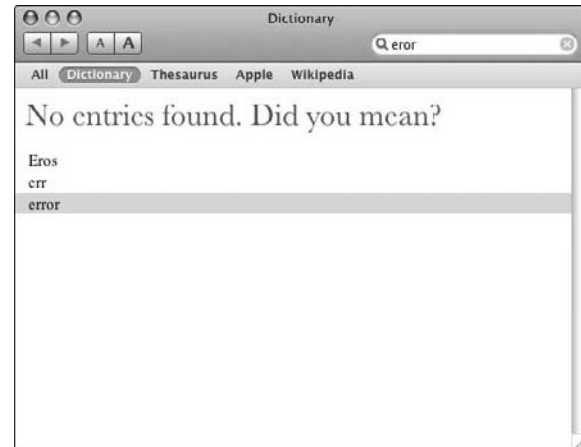 Dictionary
A A eror
All Dictionary Thesaurus Apple Wikipedia
No entries found. Did you mean?
Eros
err
error